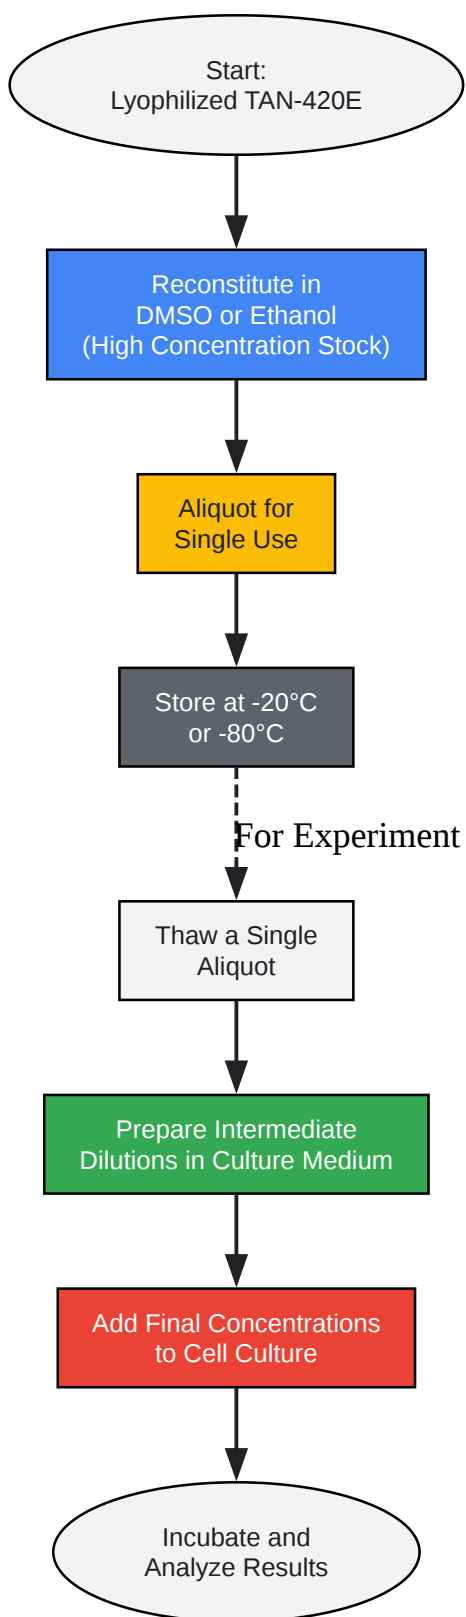 Start:
Lyophilized TAN-420E
Reconstitute in
DMSO or Ethanol
(High Concentration Stock)
Aliquot for
Single Use
Store at -20°C
or -80°C
For Experiment
Thaw a Single
Aliquot
Prepare Intermediate
Dilutions in Culture Medium
Add Final Concentrations
to Cell Culture
Incubate and
Analyze Results